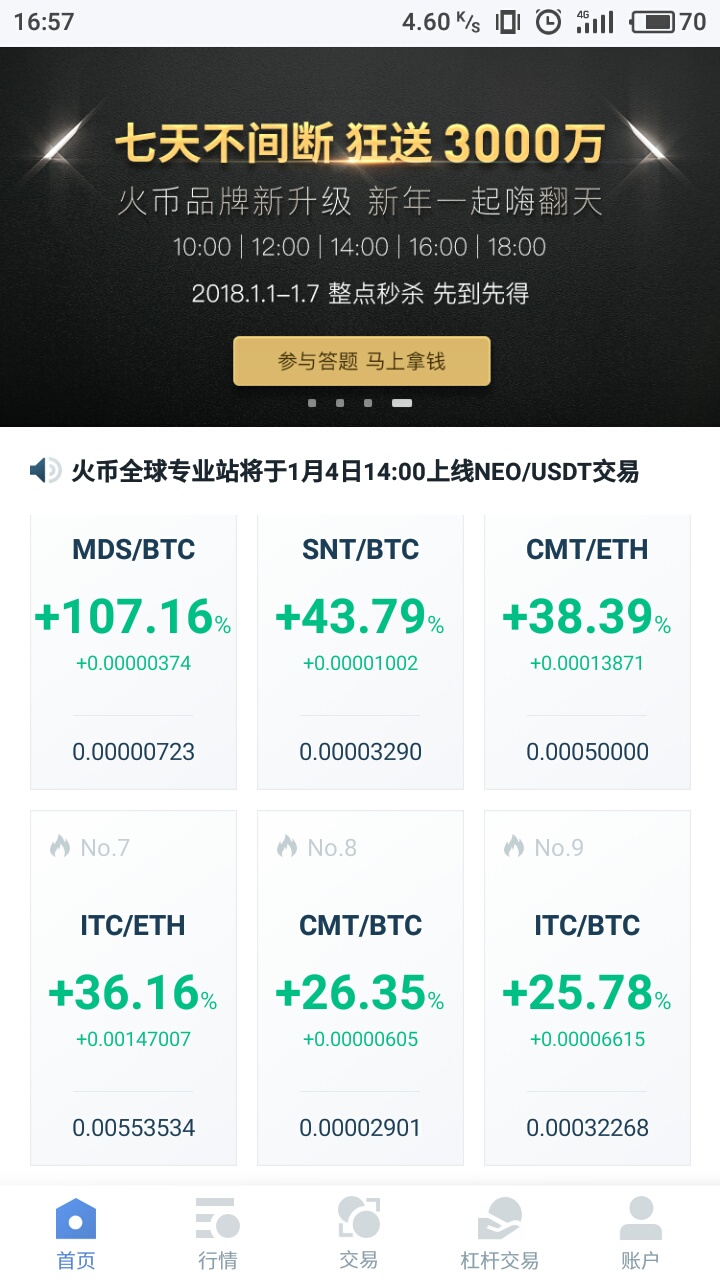 16:57 4.60 K/s 4G 70
七天不间断 狂送 3000万
火币品牌新升级 新年一起嗨翻天
10:00 | 12:00 | 14:00 | 16:00 | 18:00
2018.1.1–1.7 整点秒杀 先到先得
参与答题 马上拿钱
火币全球专业站将于1月4日14:00上线NEO/USDT交易
MDS/BTC SNT/BTC CMT/ETH
+107.16% +43.79% +38.39%
+0.00000374 +0.00001002 +0.00013871
0.00000723 0.00003290 0.00050000
No.7 No.8 No.9
ITC/ETH CMT/BTC ITC/BTC
+36.16% +26.35% +25.78%
+0.00147007 +0.00000605 +0.00006615
0.00553534 0.00002901 0.00032268
首页 行情 交易 杠杆交易 账户